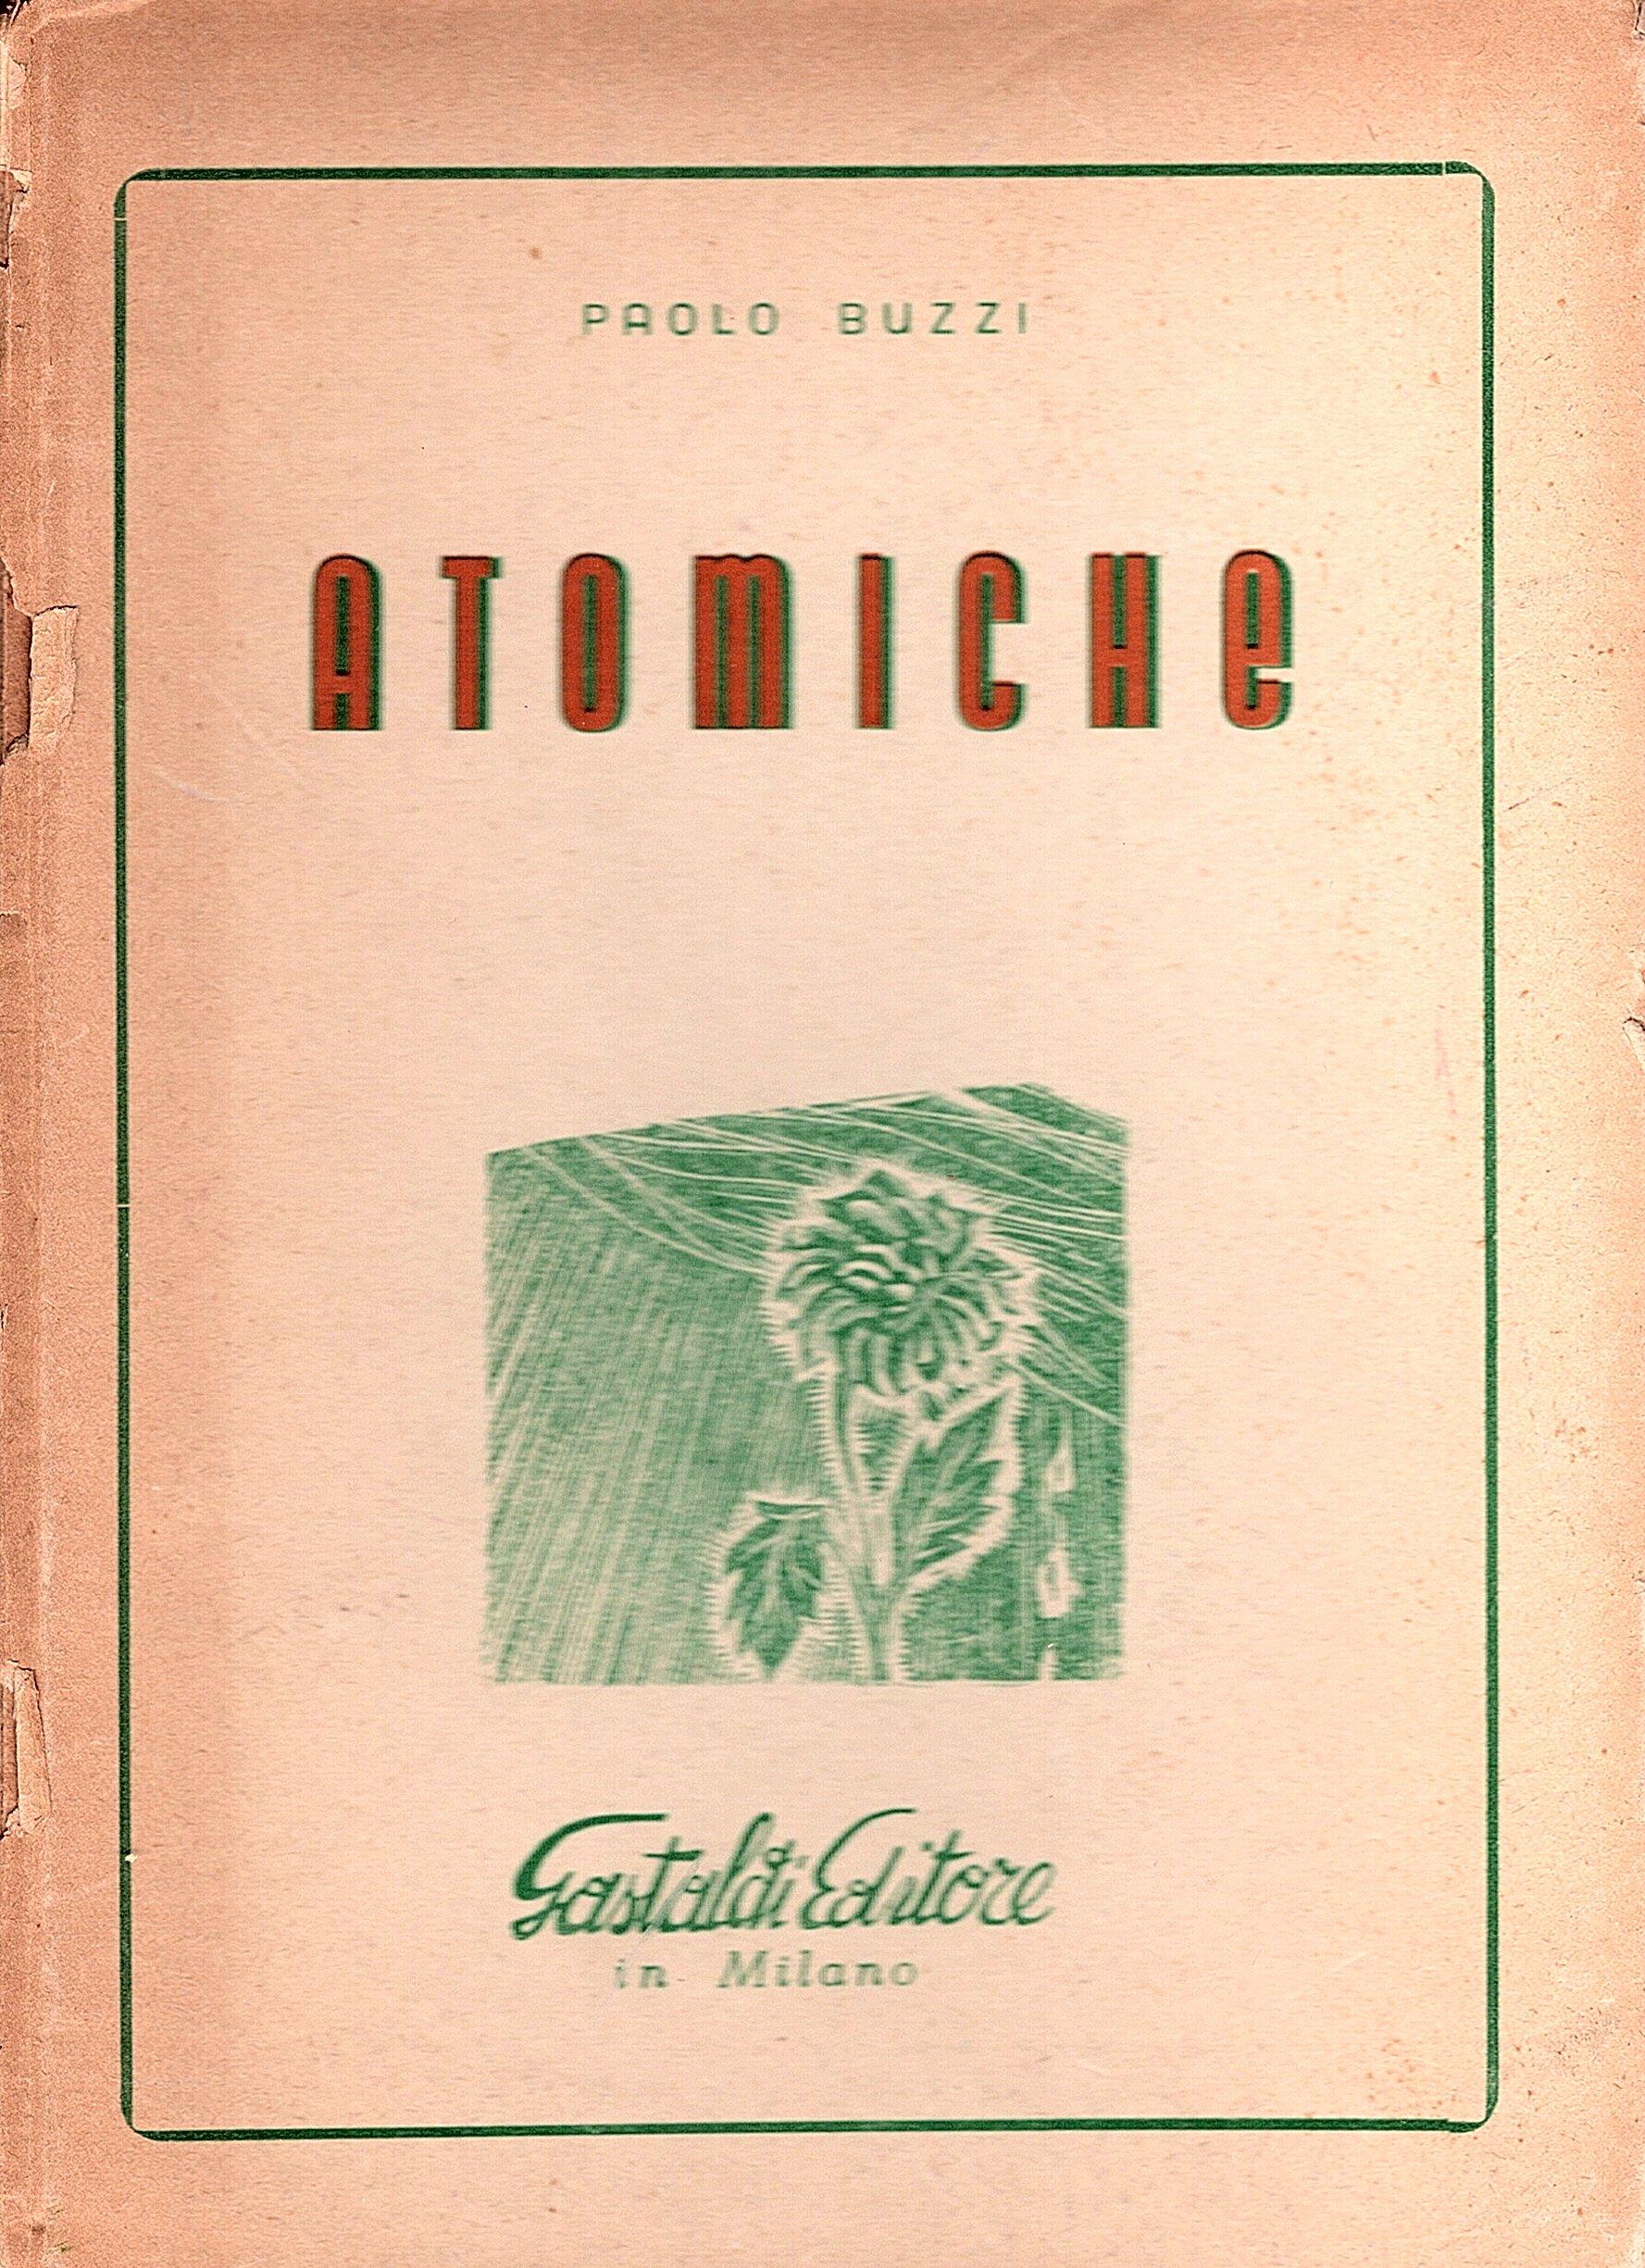 PAOLO BUZZI
ATOMICHE
Gastaldi Editore
in Milano